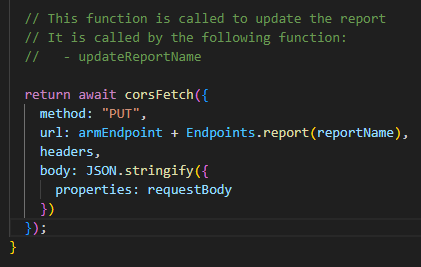 // This function is called to update the report
// It is called by the following function:
//   - updateReportName
return await corsFetch({
  method: "PUT",
  url: armEndpoint + Endpoints.report(reportName),
  headers,
  body: JSON.stringify({
    properties: requestBody
  })
});
}